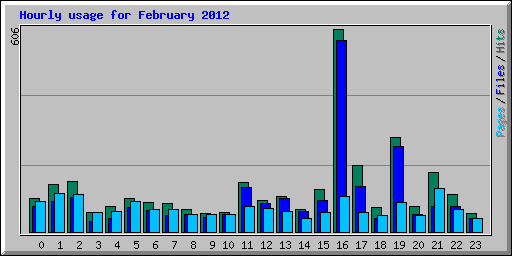 Hourly usage for February 2012
606
Pages/Files/Hits
0 1 2 3 4 5 6 7 8 9 10 11 12 13 14 15 16 17 18 19 20 21 22 23